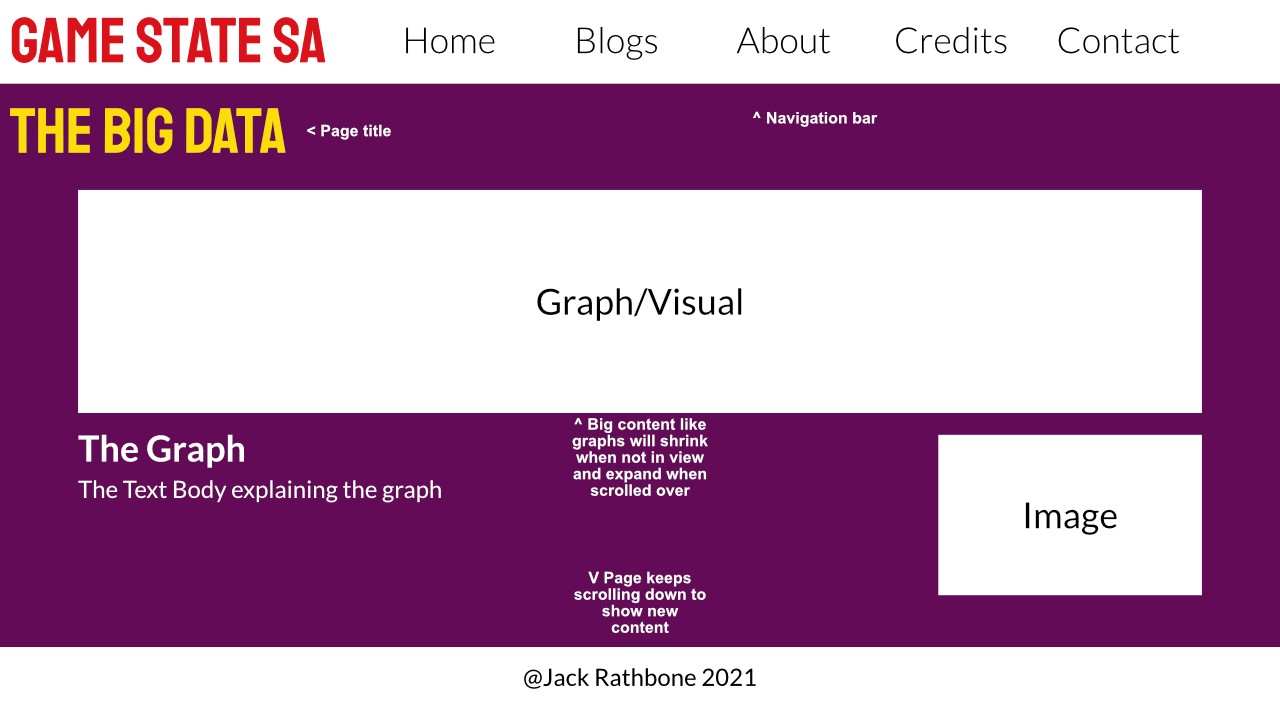 GAME STATE SA
Home Blogs About Credits Contact
THE BIG DATA
< Page title
^ Navigation bar
Graph/Visual
^ Big content like
graphs will shrink
when not in view
and expand when
scrolled over
The Graph
The Text Body explaining the graph
Image
V Page keeps
scrolling down to
show new
content
@Jack Rathbone 2021